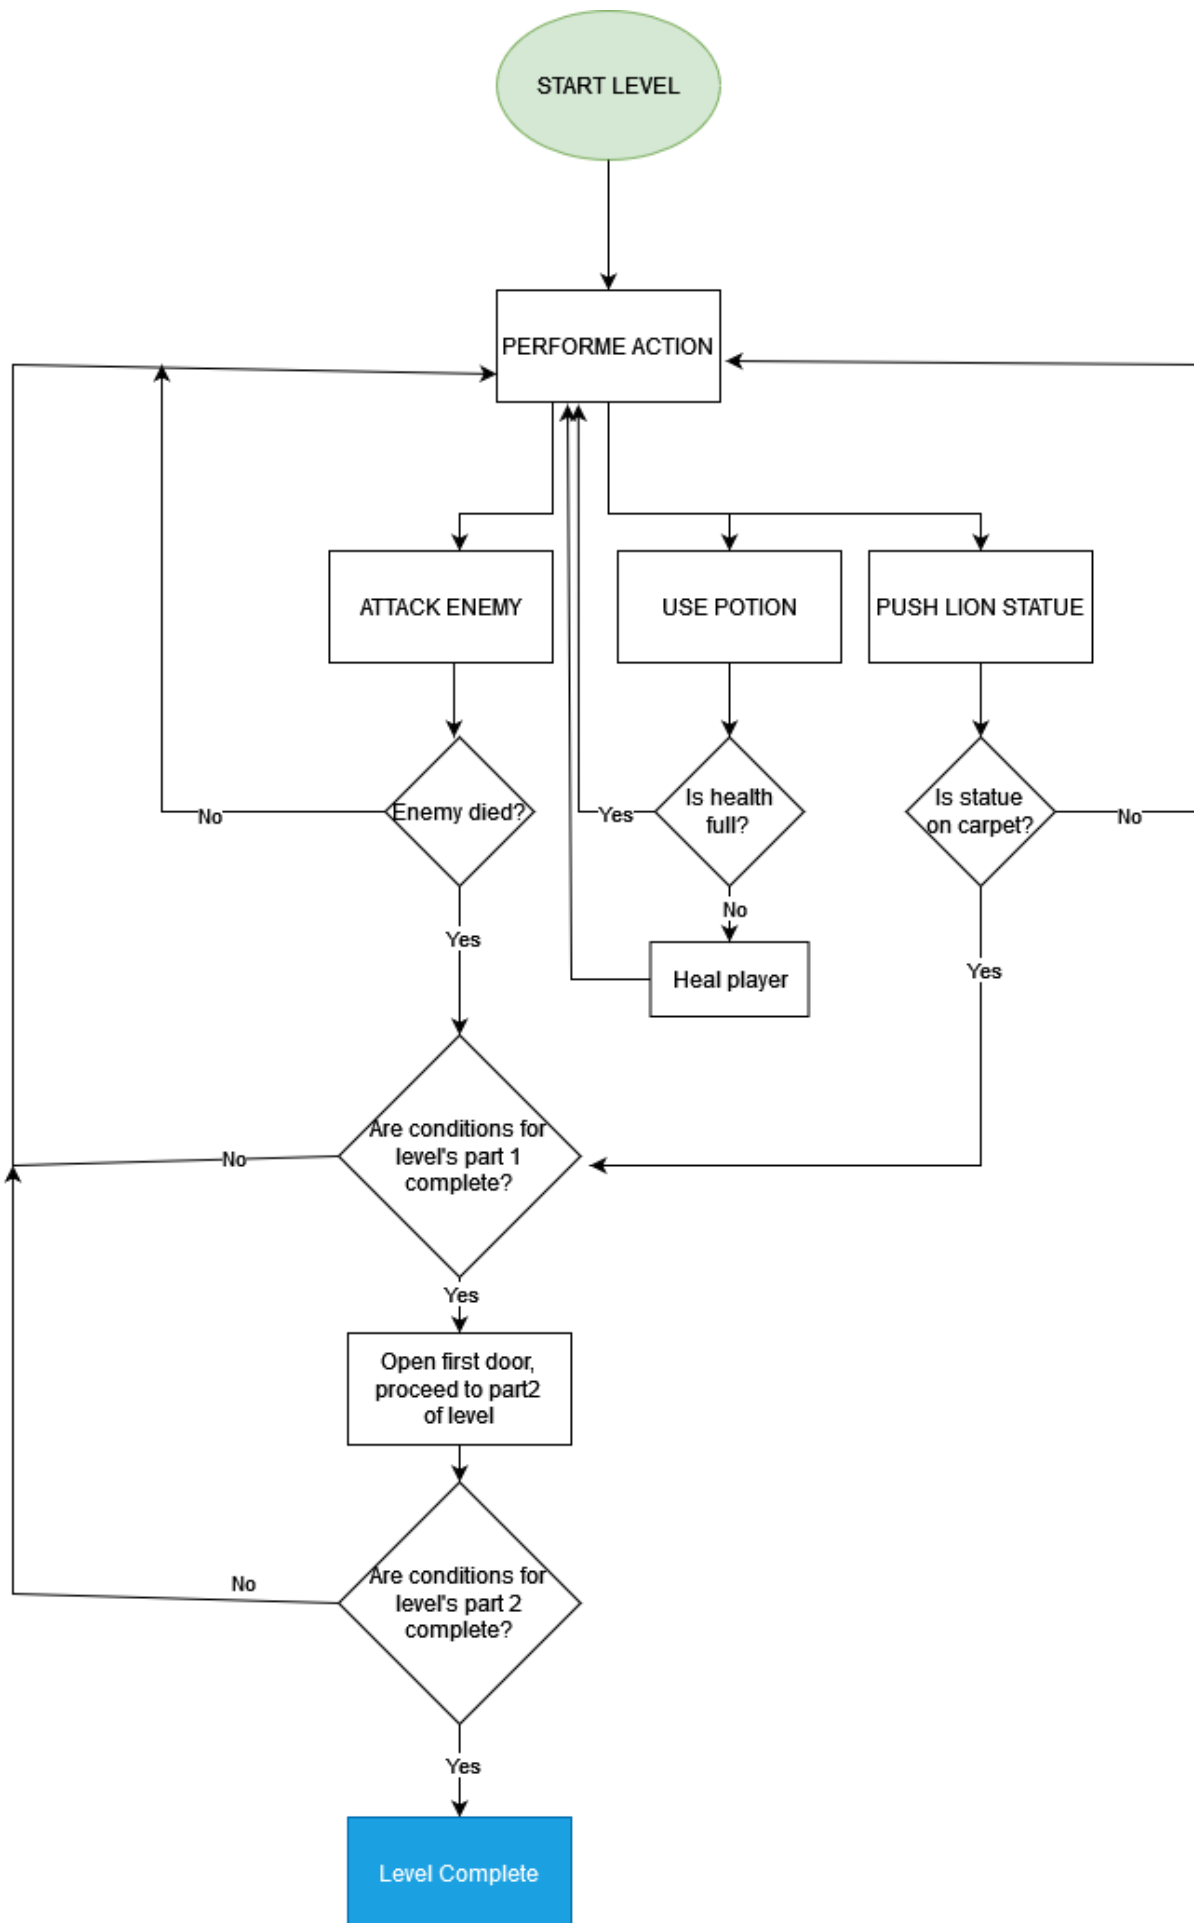 START LEVEL
PERFORME ACTION
ATTACK ENEMY
USE POTION
PUSH LION STATUE
Enemy died?
Is health
full?
Is statue
on carpet?
No
Yes
No
No
Yes
Heal player
Yes
Are conditions for
level's part 1
complete?
No
Yes
Open first door,
proceed to part2
of level
Are conditions for
level's part 2
complete?
No
Yes
Level Complete